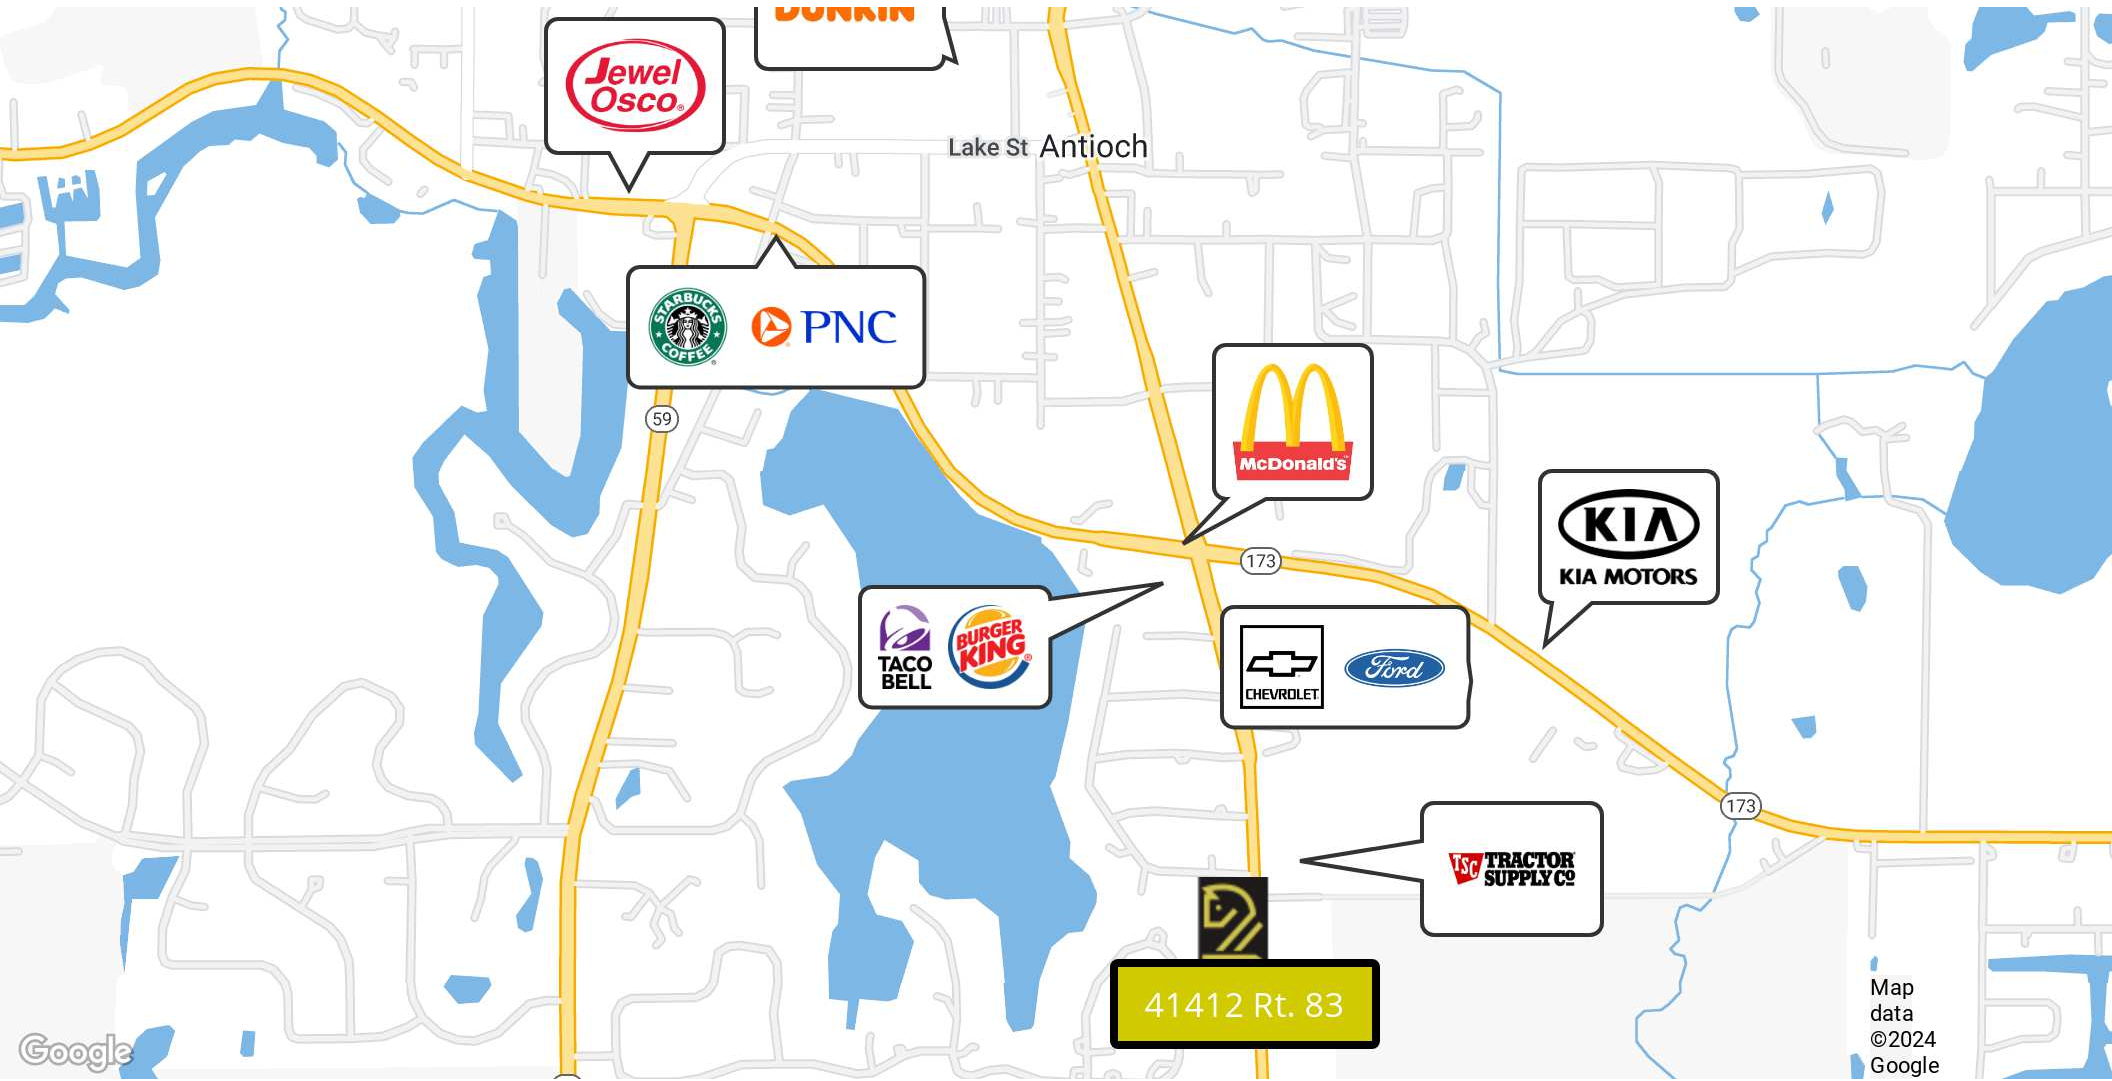 DUNKIN
Jewel
Osco
Lake St
Antioch
STARBUCKS
COFFEE
PNC
59
McDonald's
KIA
KIA MOTORS
173
TACO
BELL
BURGER
KING
CHEVROLET
Ford
173
TSC
TRACTOR
SUPPLY CO
41412 Rt. 83
Map
data
©2024
Google
Google